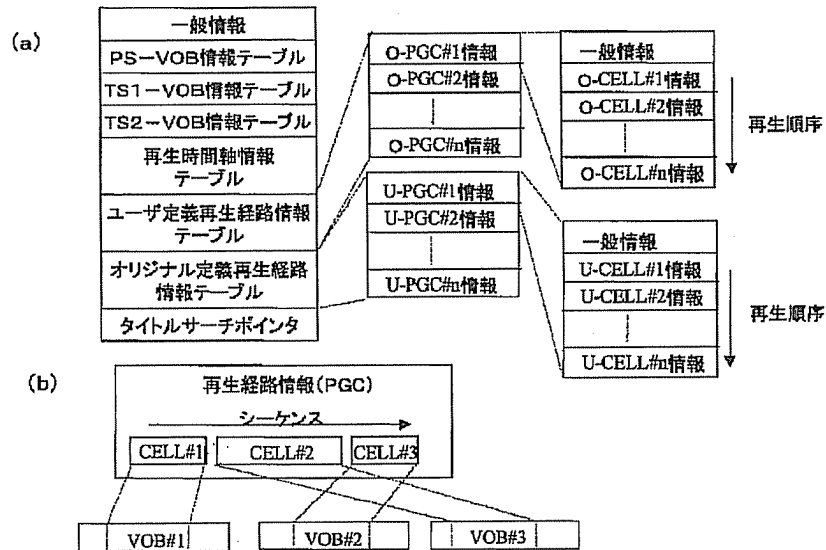 (a)
一般情報
PS－VOB情報テーブル
TS1－VOB情報テーブル
TS2－VOB情報テーブル
再生時間軸情報
テーブル
ユーザ定義再生経路情報
テーブル
オリジナル定義再生経路
情報テーブル
タイトルサーチポインタ
O-PGC#1情報
O-PGC#2情報
O-PGC#n情報
U-PGC#1情報
U-PGC#2情報
U-PGC#n情報
一般情報
O-CELL#1情報
O-CELL#2情報
O-CELL#n情報
再生順序
一般情報
U-CELL#1情報
U-CELL#2情報
U-CELL#n情報
再生順序
(b)
再生経路情報(PGC)
シーケンス
CELL#1
CELL#2
CELL#3
VOB#1
VOB#2
VOB#3